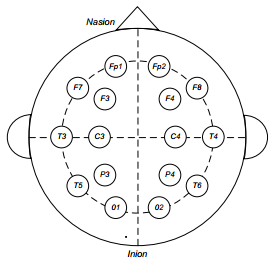 Nasion
Fp1 Fp2
F7 F8
F3 F4
T3 C3 C4 T4
P3 P4
T5 T6
01 02
Inion